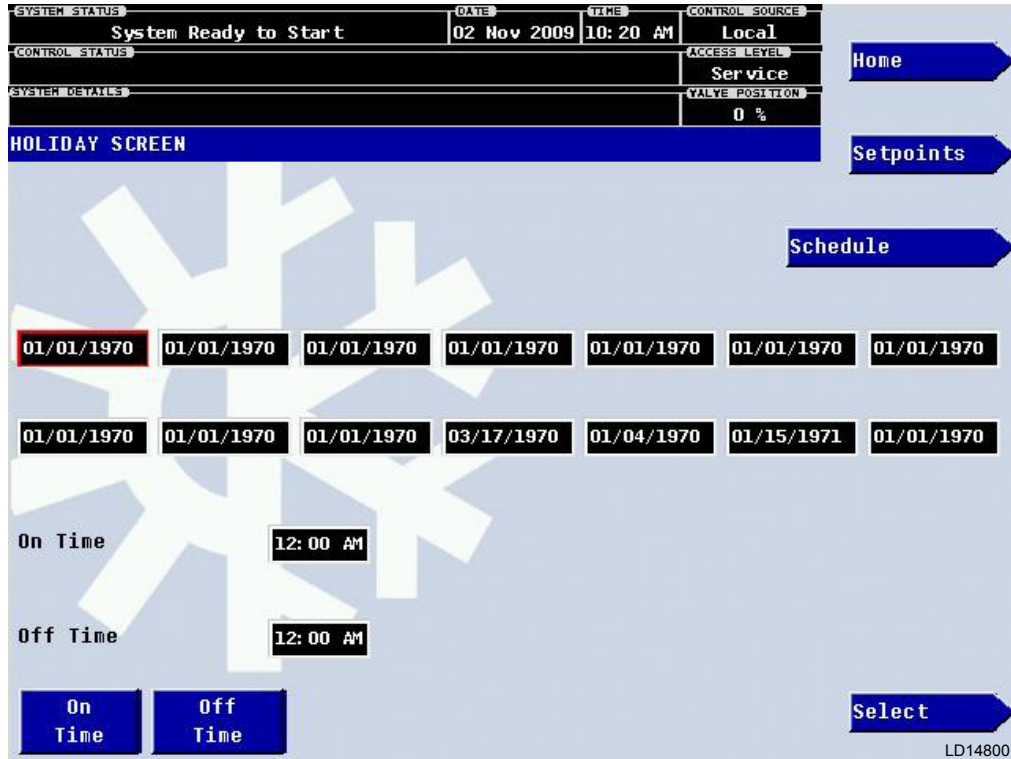 SYSTEM STATUS DATE TIME CONTROL SOURCE
System Ready to Start 02 Nov 2009 10:20 AM Local
CONTROL STATUS ACCESS LEVEL
Home
Service
SYSTEM DETAILS VALVE POSITION
0 %
HOLIDAY SCREEN
Setpoints
Schedule
01/01/1970 01/01/1970 01/01/1970 01/01/1970 01/01/1970 01/01/1970 01/01/1970
01/01/1970 01/01/1970 01/01/1970 03/17/1970 01/04/1970 01/15/1971 01/01/1970
On Time 12:00 AM
Off Time 12:00 AM
On Off
Time Time
Select
LD14800